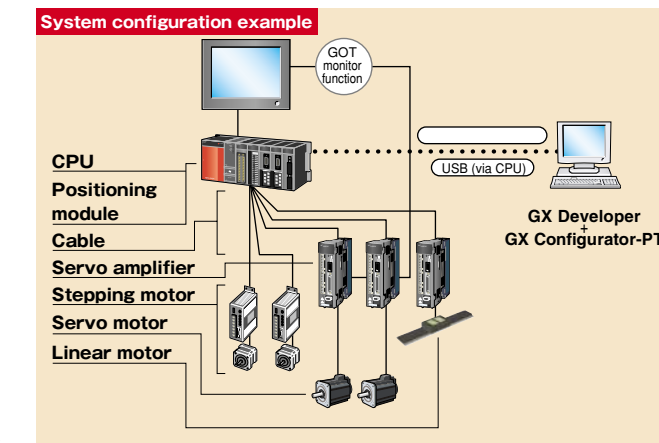 System configuration example
GOT
monitor
function
USB (via CPU)
CPU
Positioning
module
Cable
Servo amplifier
Stepping motor
Servo motor
Linear motor
GX Developer
+
GX Configurator-PT